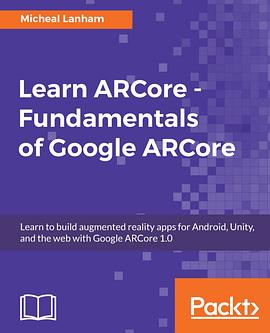 Micheal Lanham
Learn ARCore -
Fundamentals
of Google ARCore
Learn to build augmented reality apps for Android, Unity,
and the web with Google ARCore 1.0
Packt>